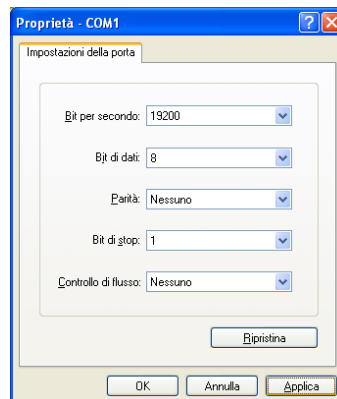 Proprietà - COM1
Impostazioni della porta
Bit per secondo: 19200
Bit di dati: 8
Parità: Nessuno
Bit di stop: 1
Controllo di flusso: Nessuno
Ripristina
OK Annulla Applica